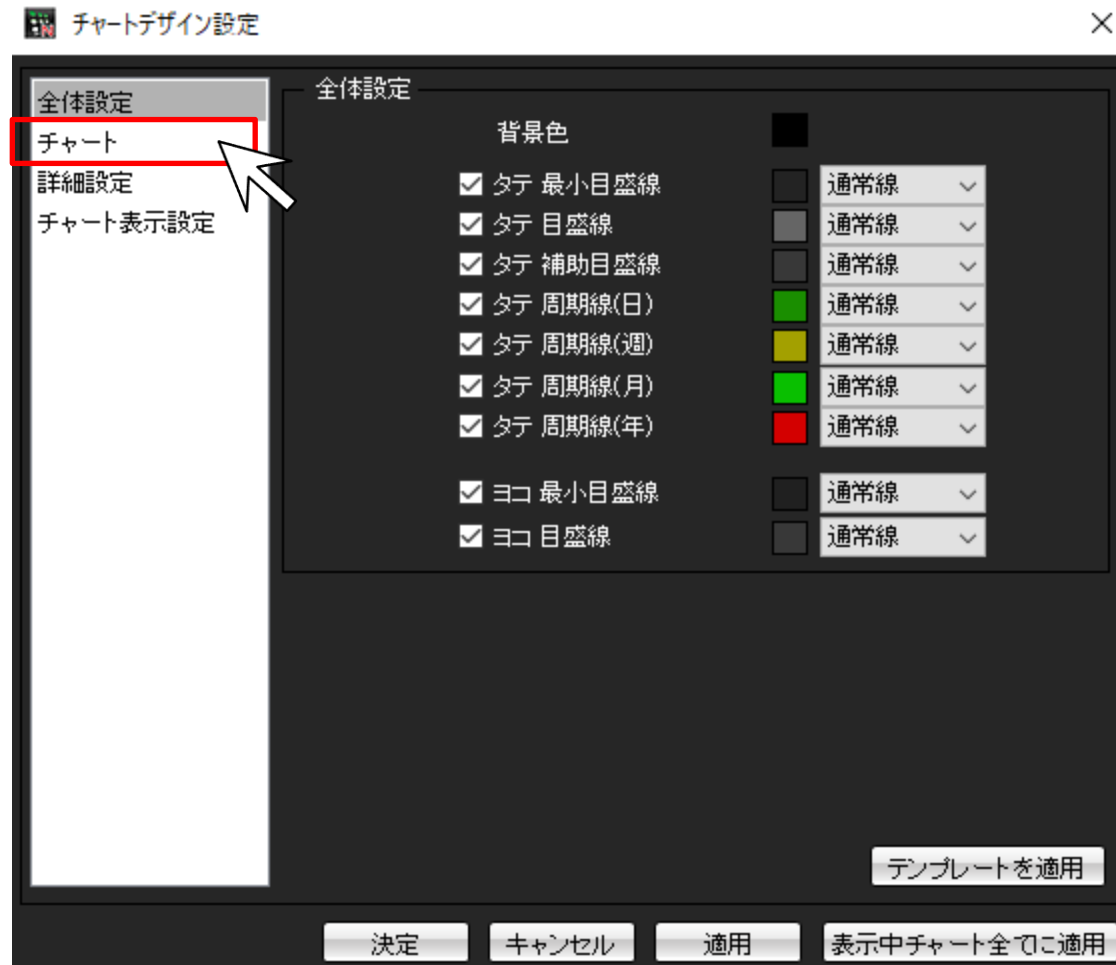 チャートデザイン設定
全体設定
チャート
詳細設定
チャート表示設定
全体設定
背景色
タテ 最小目盛線 通常線
タテ 目盛線 通常線
タテ 補助目盛線 通常線
タテ 周期線(日) 通常線
タテ 周期線(週) 通常線
タテ 周期線(月) 通常線
タテ 周期線(年) 通常線
ヨコ 最小目盛線 通常線
ヨコ 目盛線 通常線
テンプレートを適用
決定 キャンセル 適用 表示中チャート全てに適用